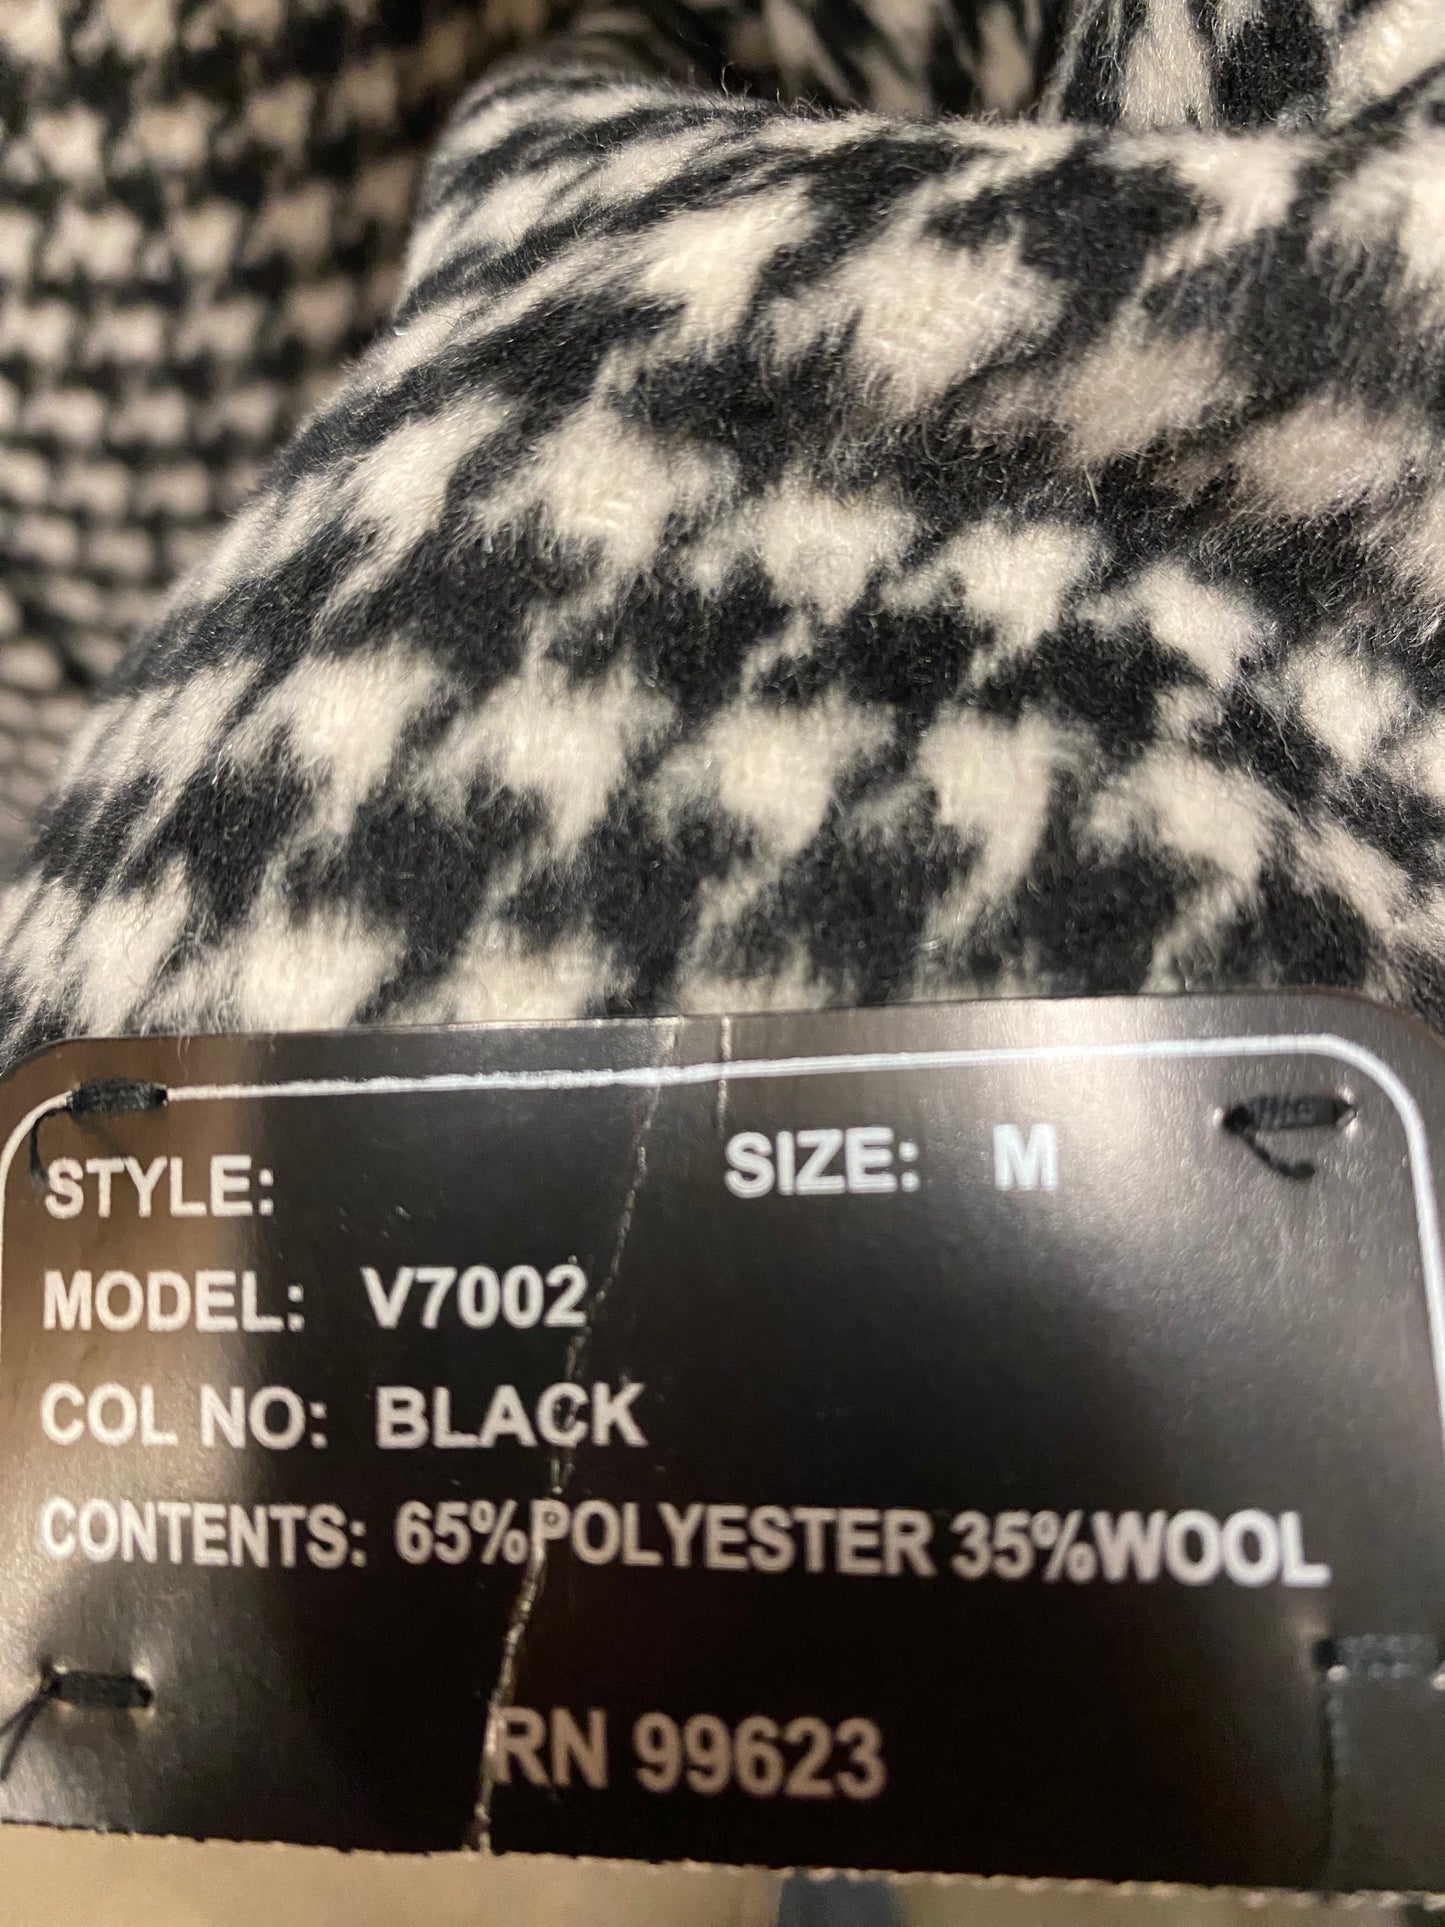 STYLE: SIZE: M
MODEL: V7002
COL NO: BLACK
CONTENTS: 65%POLYESTER 35%WOOL
RN 99623